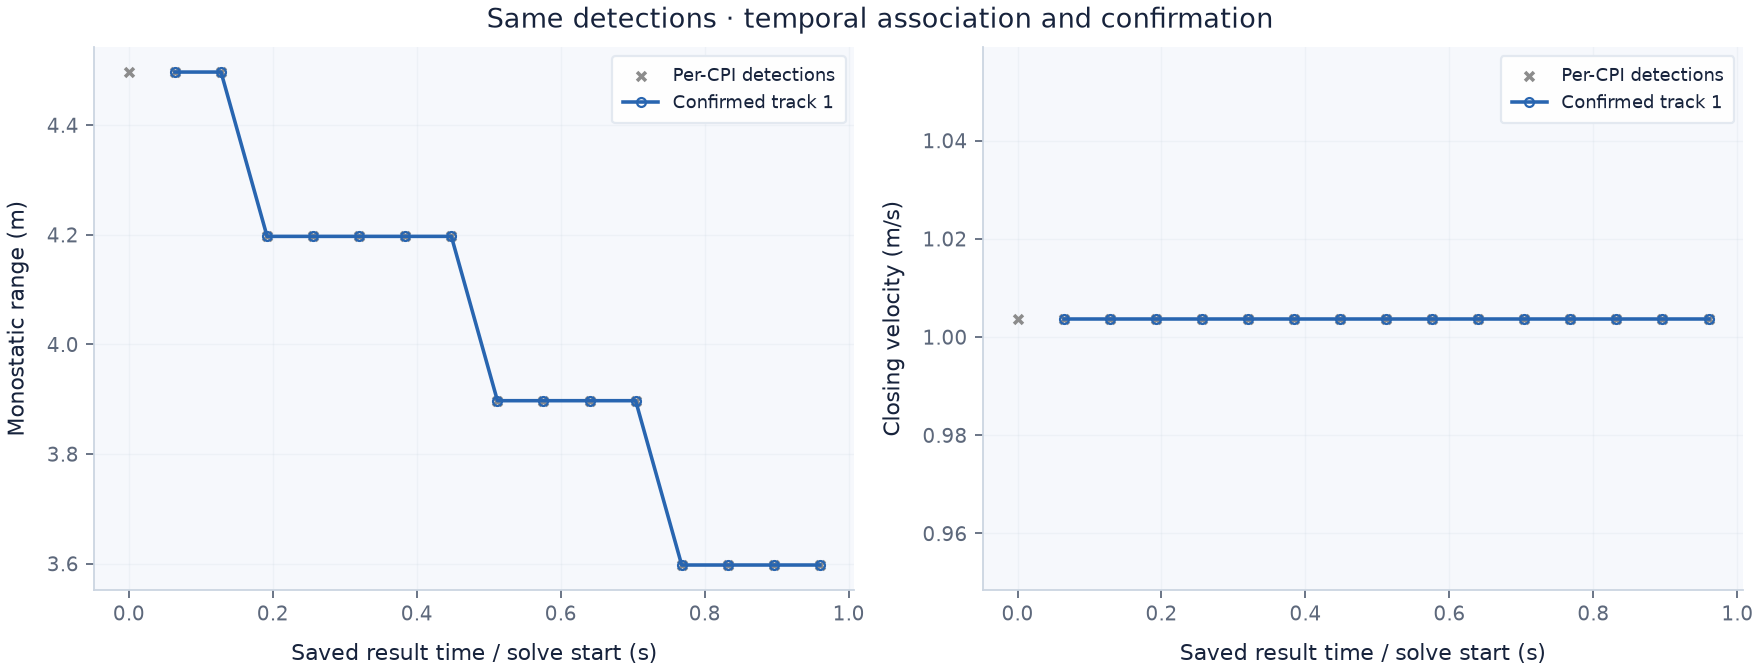 Same detections · temporal association and confirmation
Monostatic range (m)
4.4
4.2
4.0
3.8
3.6
0.0 0.2 0.4 0.6 0.8 1.0
Saved result time / solve start (s)
Per-CPI detections
Confirmed track 1
Closing velocity (m/s)
1.04
1.02
1.00
0.98
0.96
0.0 0.2 0.4 0.6 0.8 1.0
Saved result time / solve start (s)
Per-CPI detections
Confirmed track 1